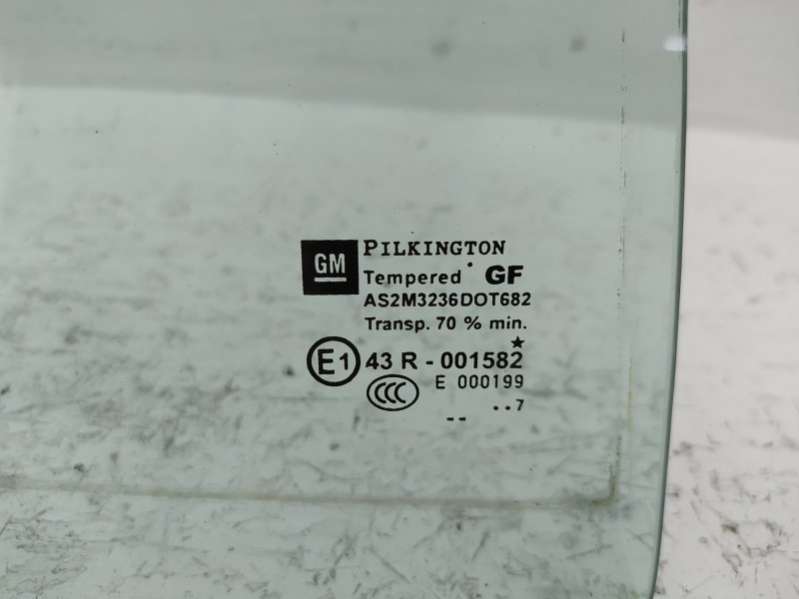 GM
PILKINGTON
Tempered GF
AS2M3236DOT682
Transp. 70 % min.
E1 43 R - 001582
CCC E 000199
. . 7
--